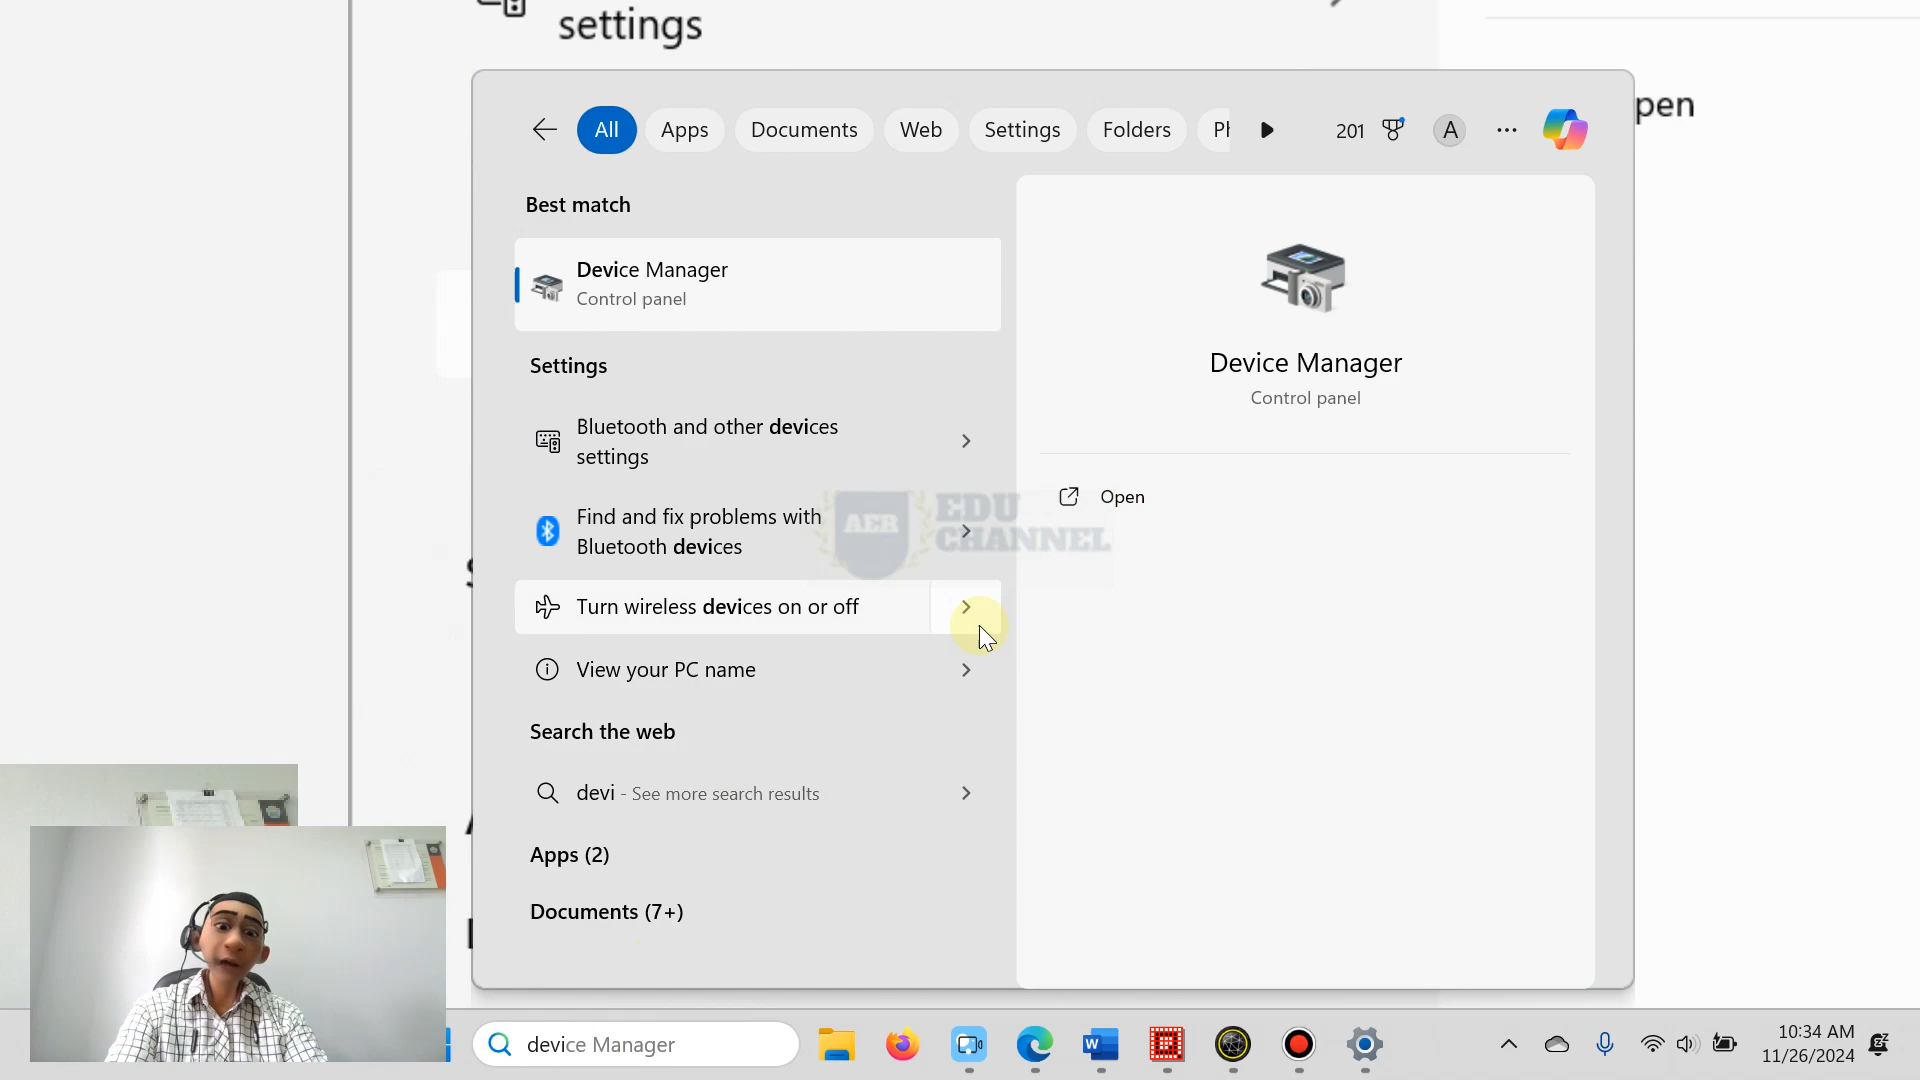 settings
pen
All
Apps
Documents
Web
Settings
Folders
201
A
Best match
Device Manager
Control panel
Settings
Bluetooth and other devices
settings
Find and fix problems with
Bluetooth devices
Turn wireless devices on or off
View your PC name
Search the web
devi - See more search results
Apps (2)
Documents (7+)
Device Manager
Control panel
Open
AER
EDU
CHANNEL
device Manager
10:34 AM
11/26/2024